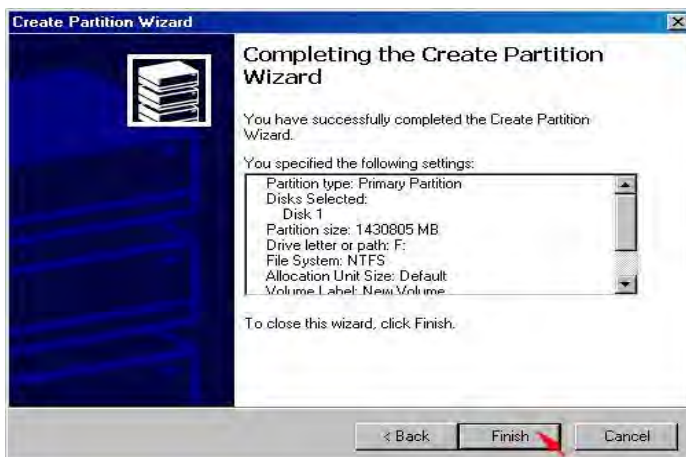 Create Partition Wizard
Completing the Create Partition
Wizard
You have successfully completed the Create Partition
Wizard.
You specified the following settings:
Partition type: Primary Partition
Disks Selected:
Disk 1
Partition size: 1430805 MB
Drive letter or path: F:
File System: NTFS
Allocation Unit Size: Default
Volume Label: New Volume
To close this wizard, click Finish.
< Back Finish Cancel